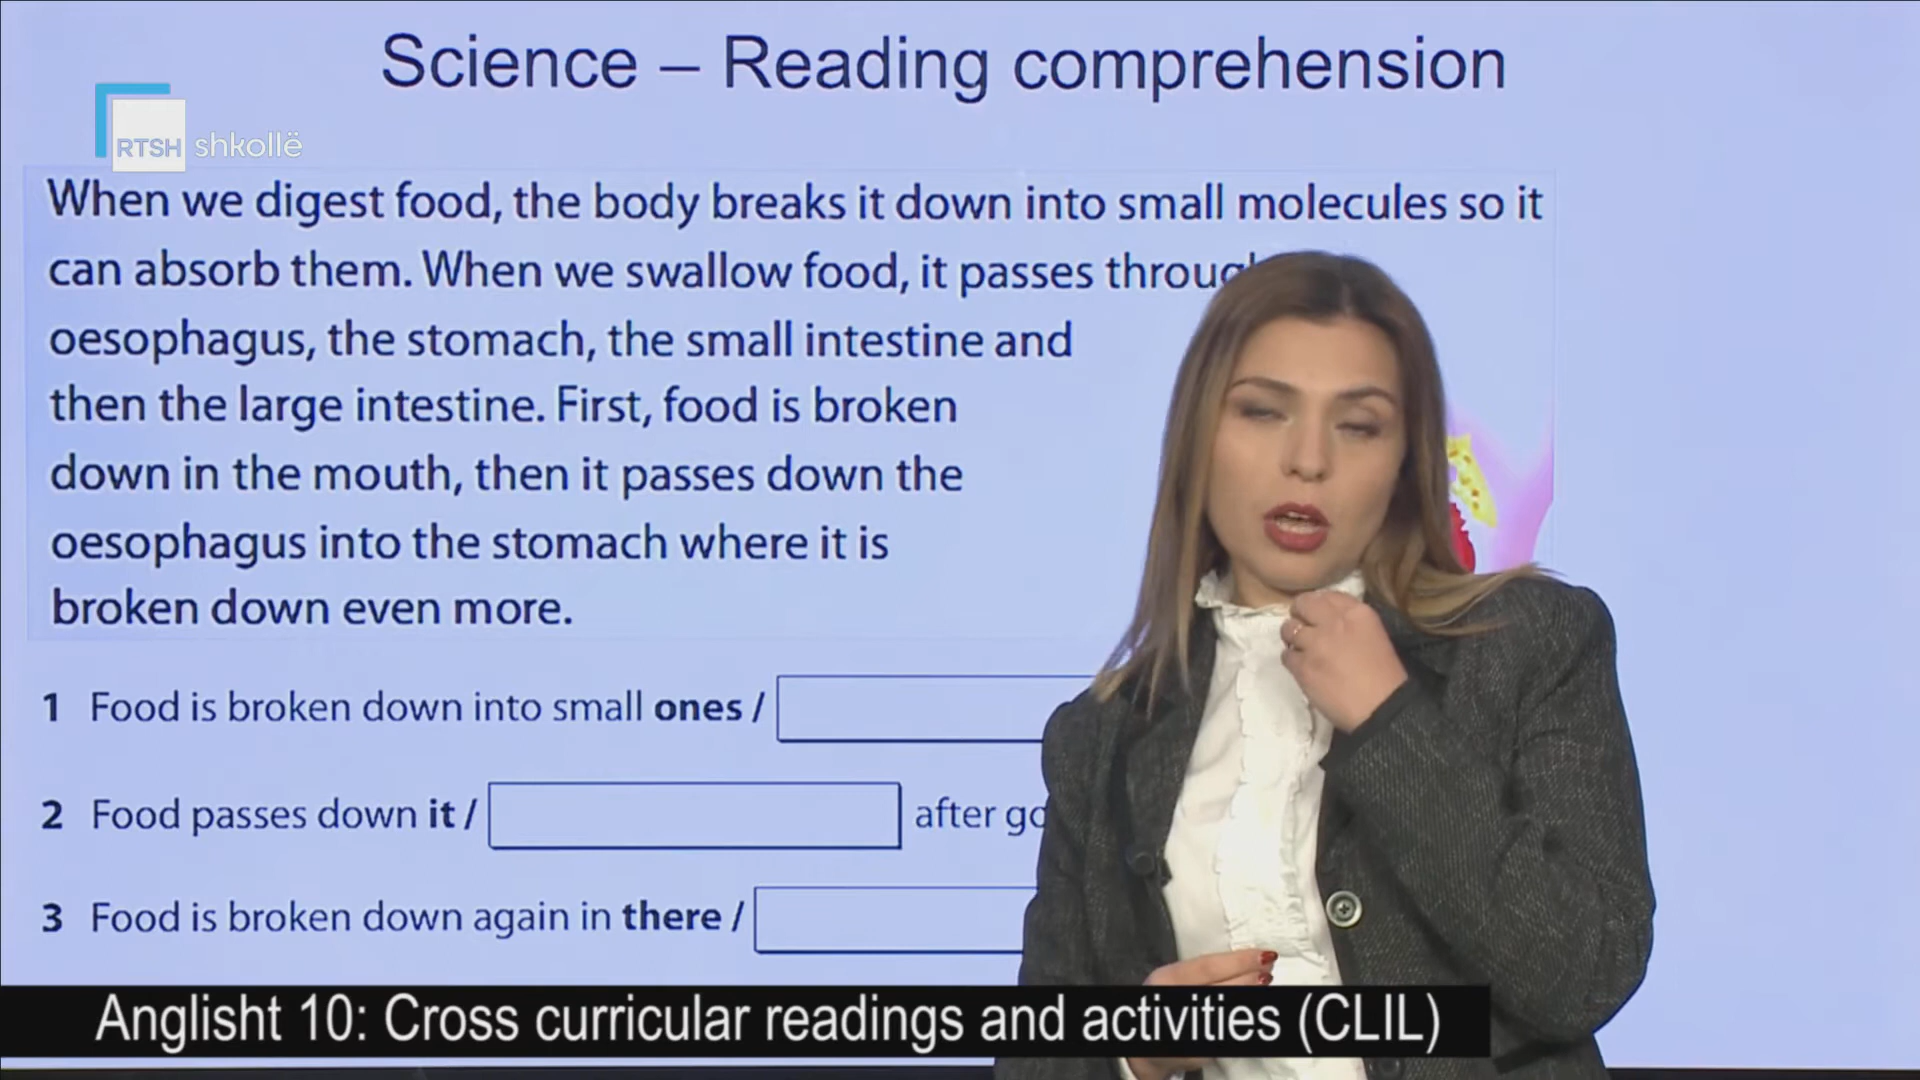 Science – Reading comprehension
RTSH shkollë
When we digest food, the body breaks it down into small molecules so it
can absorb them. When we swallow food, it passes
oesophagus, the stomach, the small intestine and
then the large intestine. First, food is broken
down in the mouth, then it passes down the
oesophagus into the stomach where it is
broken down even more.
1 Food is broken down into small ones /
2 Food passes down it / after
3 Food is broken down again in there /
Anglisht 10: Cross curricular readings and activities (CLIL)